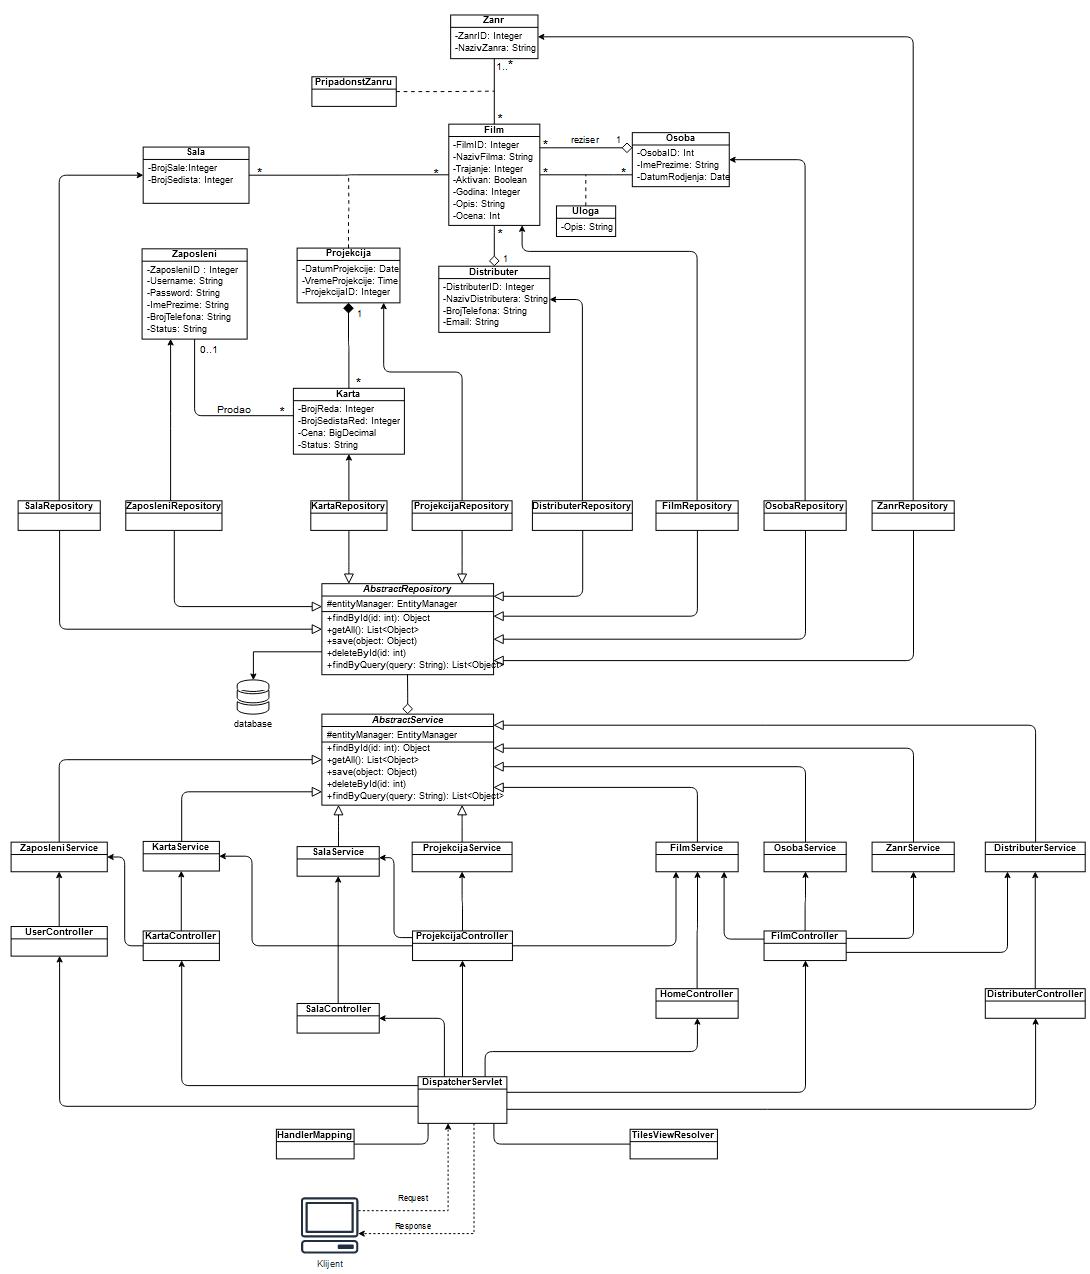 Zanr
-ZanrID: Integer
-NazivZanra: String
1..*
PripadonstZanru
*
Film
-FilmID: Integer
-NazivFilma: String
-Trajanje: Integer
-Aktivan: Boolean
-Godina: Integer
-Opis: String
-Ocena: Int
* reziser 1
Osoba
-OsobaID: Int
-ImePrezime: String
-DatumRodjenja: Date
* *
Uloga
-Opis: String
Sala
-BrojSale:Integer
-BrojSedista: Integer
* *
Zaposleni
-ZaposleniID : Integer
-Username: String
-Password: String
-ImePrezime: String
-BrojTelefona: String
-Status: String
0..1
Projekcija
-DatumProjekcije: Date
-VremeProjekcije: Time
-ProjekcijaID: Integer
1
*
*
1
Distributer
-DistributerID: Integer
-NazivDistributera: String
-BrojTelefona: String
-Email: String
Prodao *
Karta
-BrojReda: Integer
-BrojSedistaRed: Integer
-Cena: BigDecimal
-Status: String
SalaRepository
ZaposleniRepository
KartaRepository
ProjekcijaRepository
DistributerRepository
FilmRepository
OsobaRepository
ZanrRepository
AbstractRepository
#entityManager: EntityManager
+findById(id: int): Object
+getAll(): List<Object>
+save(object: Object)
+deleteById(id: int)
+findByQuery(query: String): List<Object>
database
AbstractService
#entityManager: EntityManager
+findById(id: int): Object
+getAll(): List<Object>
+save(object: Object)
+deleteById(id: int)
+findByQuery(query: String): List<Object>
ZaposleniService
KartaService
SalaService
ProjekcijaService
FilmService
OsobaService
ZanrService
DistributerService
UserController
KartaController
ProjekcijaController
FilmController
SalaController
HomeController
DistributerController
DispatcherServlet
HandlerMapping
TilesViewResolver
Request
Response
Klijent